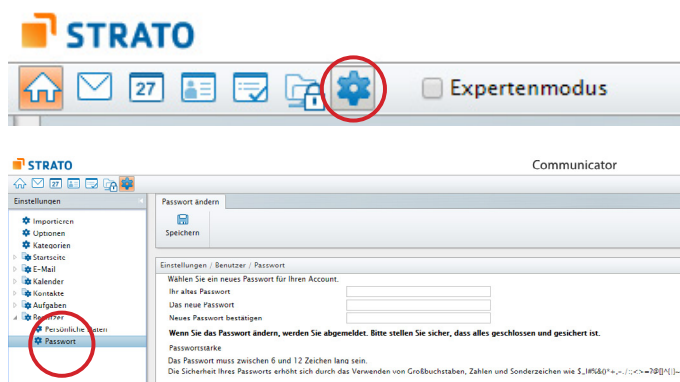 STRATO
27
Expertenmodus
STRATO
Communicator
27
Einstellungen
Passwort ändern
Speichern
Importieren
Optionen
Kategorien
Startseite
E-Mail
Kalender
Kontakte
Aufgaben
Benutzer
Persönliche Daten
Passwort
Einstellungen / Benutzer / Passwort
Wählen Sie ein neues Passwort für Ihren Account.
Ihr altes Passwort
Das neue Passwort
Neues Passwort bestätigen
Wenn Sie das Passwort ändern, werden Sie abgemeldet. Bitte stellen Sie sicher, dass alles geschlossen und gesichert ist.
Passwortstärke
Das Passwort muss zwischen 6 und 12 Zeichen lang sein.
Die Sicherheit Ihres Passworts erhöht sich durch das Verwenden von Großbuchstaben, Zahlen und Sonderzeichen wie